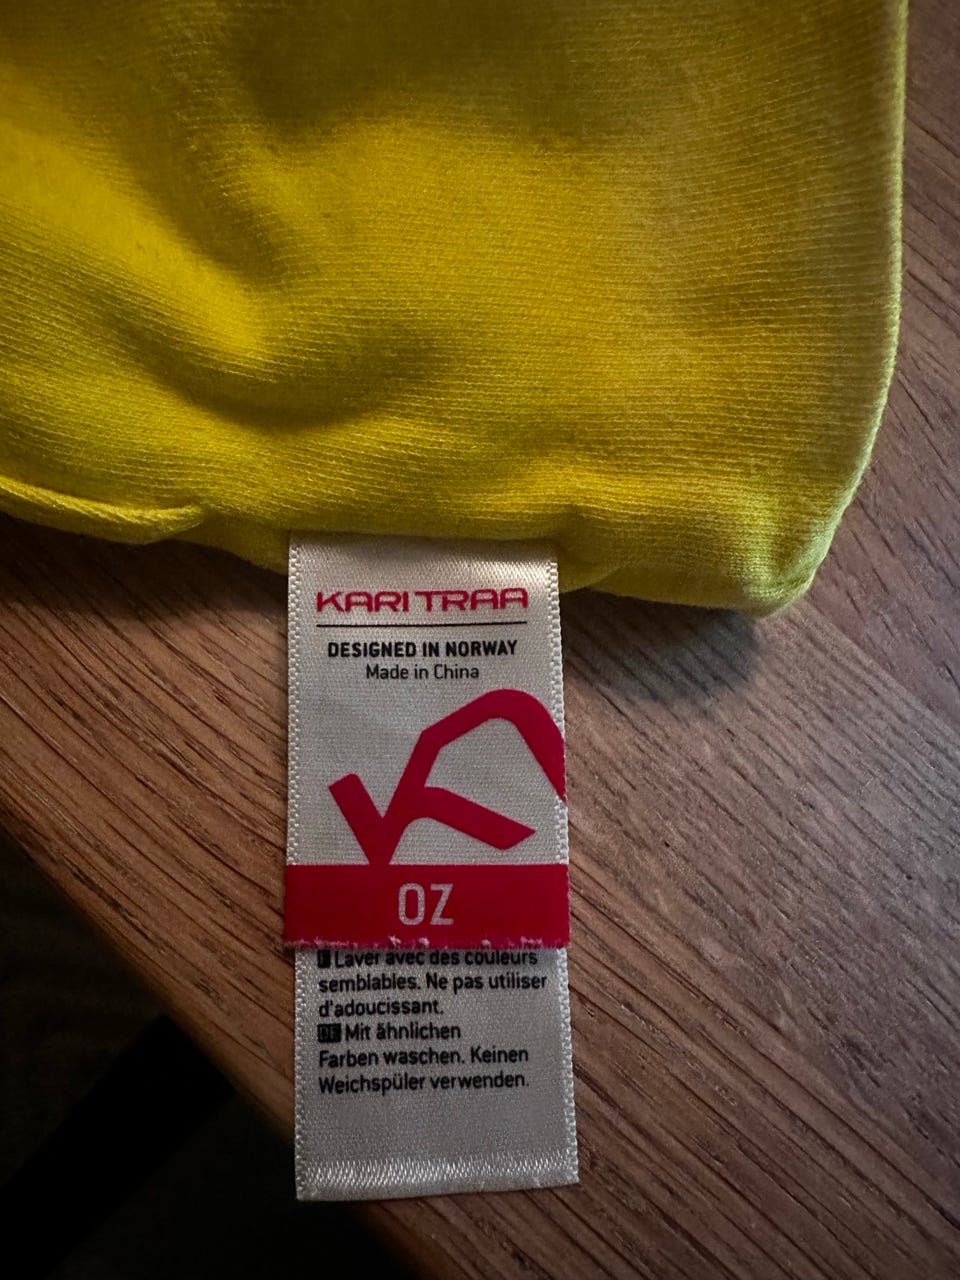 KARI TRAA
DESIGNED IN NORWAY
Made in China
OZ
F Laver avec des couleurs
semblables. Ne pas utiliser
d'adoucissant.
DE Mit ähnlichen
Farben waschen. Keinen
Weichspüler verwenden.